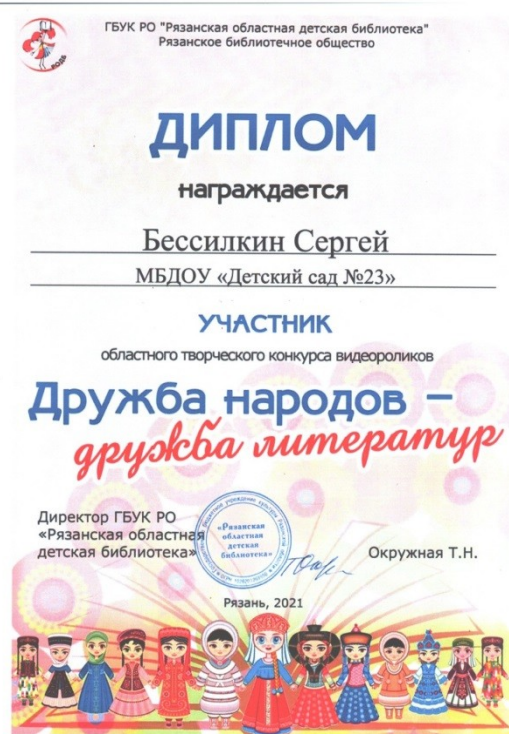 ГБУК РО "Рязанская областная детская библиотека"
Рязанское библиотечное общество
РОДБ
ДИПЛОМ
награждается
Бессилкин Сергей
МБДОУ «Детский сад №23»
УЧАСТНИК
областного творческого конкурса видеороликов
Дружба народов –
дружба литератур
Директор ГБУК РО
«Рязанская областная
детская библиотека»
«Рязанская
областная
детская
библиотека»
Окружная Т.Н.
Рязань, 2021